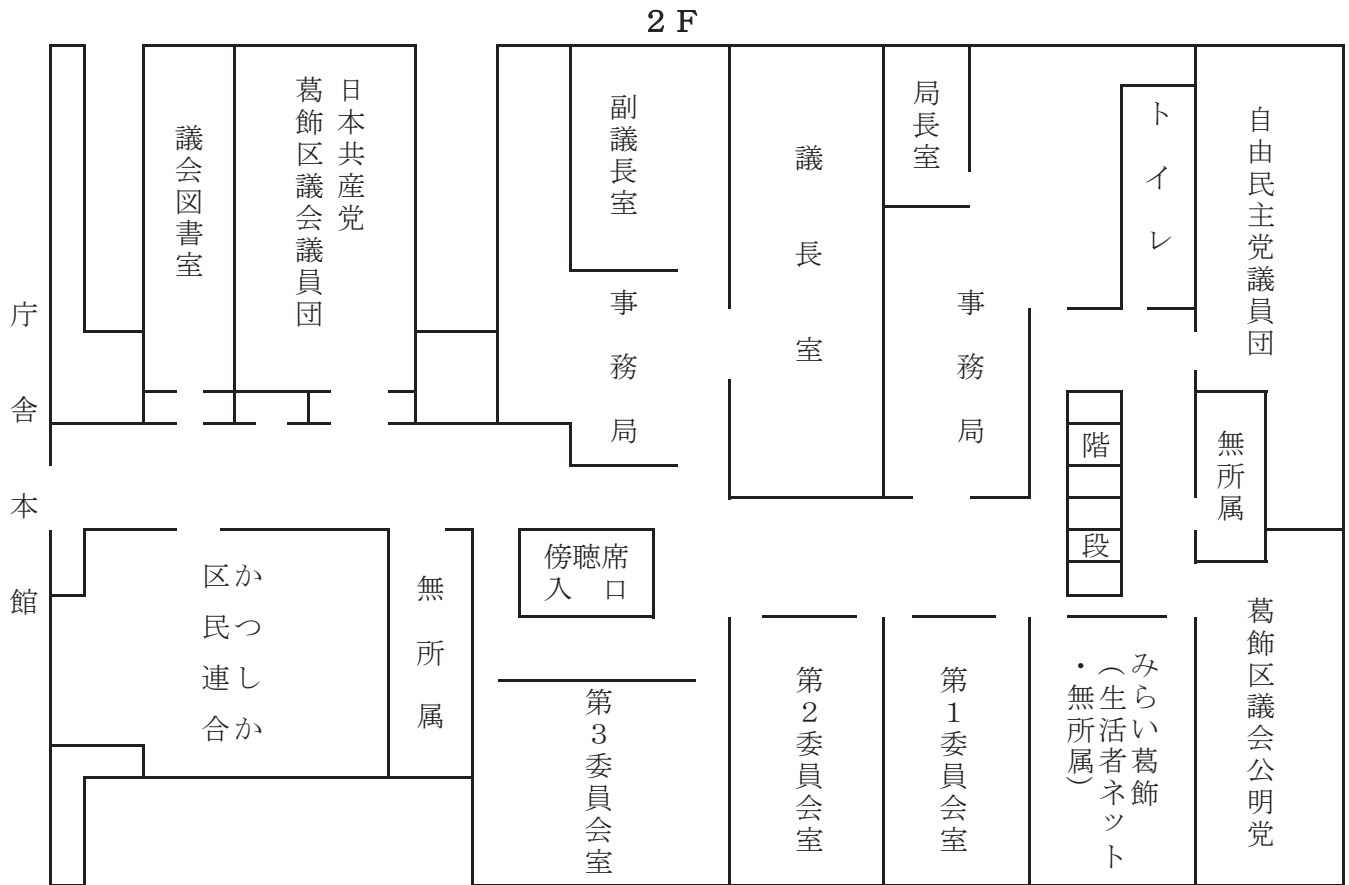 ２Ｆ
庁舎本館
議会図書室
日本共産党
葛飾区議会議員団
副議長室
事務局
議長室
局長室
事務局
トイレ
自由民主党議員団
無所属
階段
かつしか
区民連合
無所属
傍聴席
入　口
第３委員会室
第２委員会室
第１委員会室
みらい葛飾
（生活者ネット
・無所属）
葛飾区議会公明党